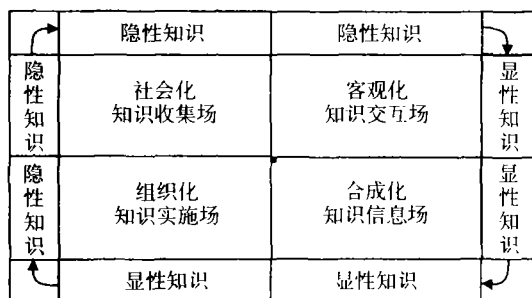 隐性知识 隐性知识
隐性知识
社会化
知识收集场
客观化
知识交互场
显性知识
隐性知识
组织化
知识实施场
合成化
知识信息场
显性知识
显性知识 显性知识